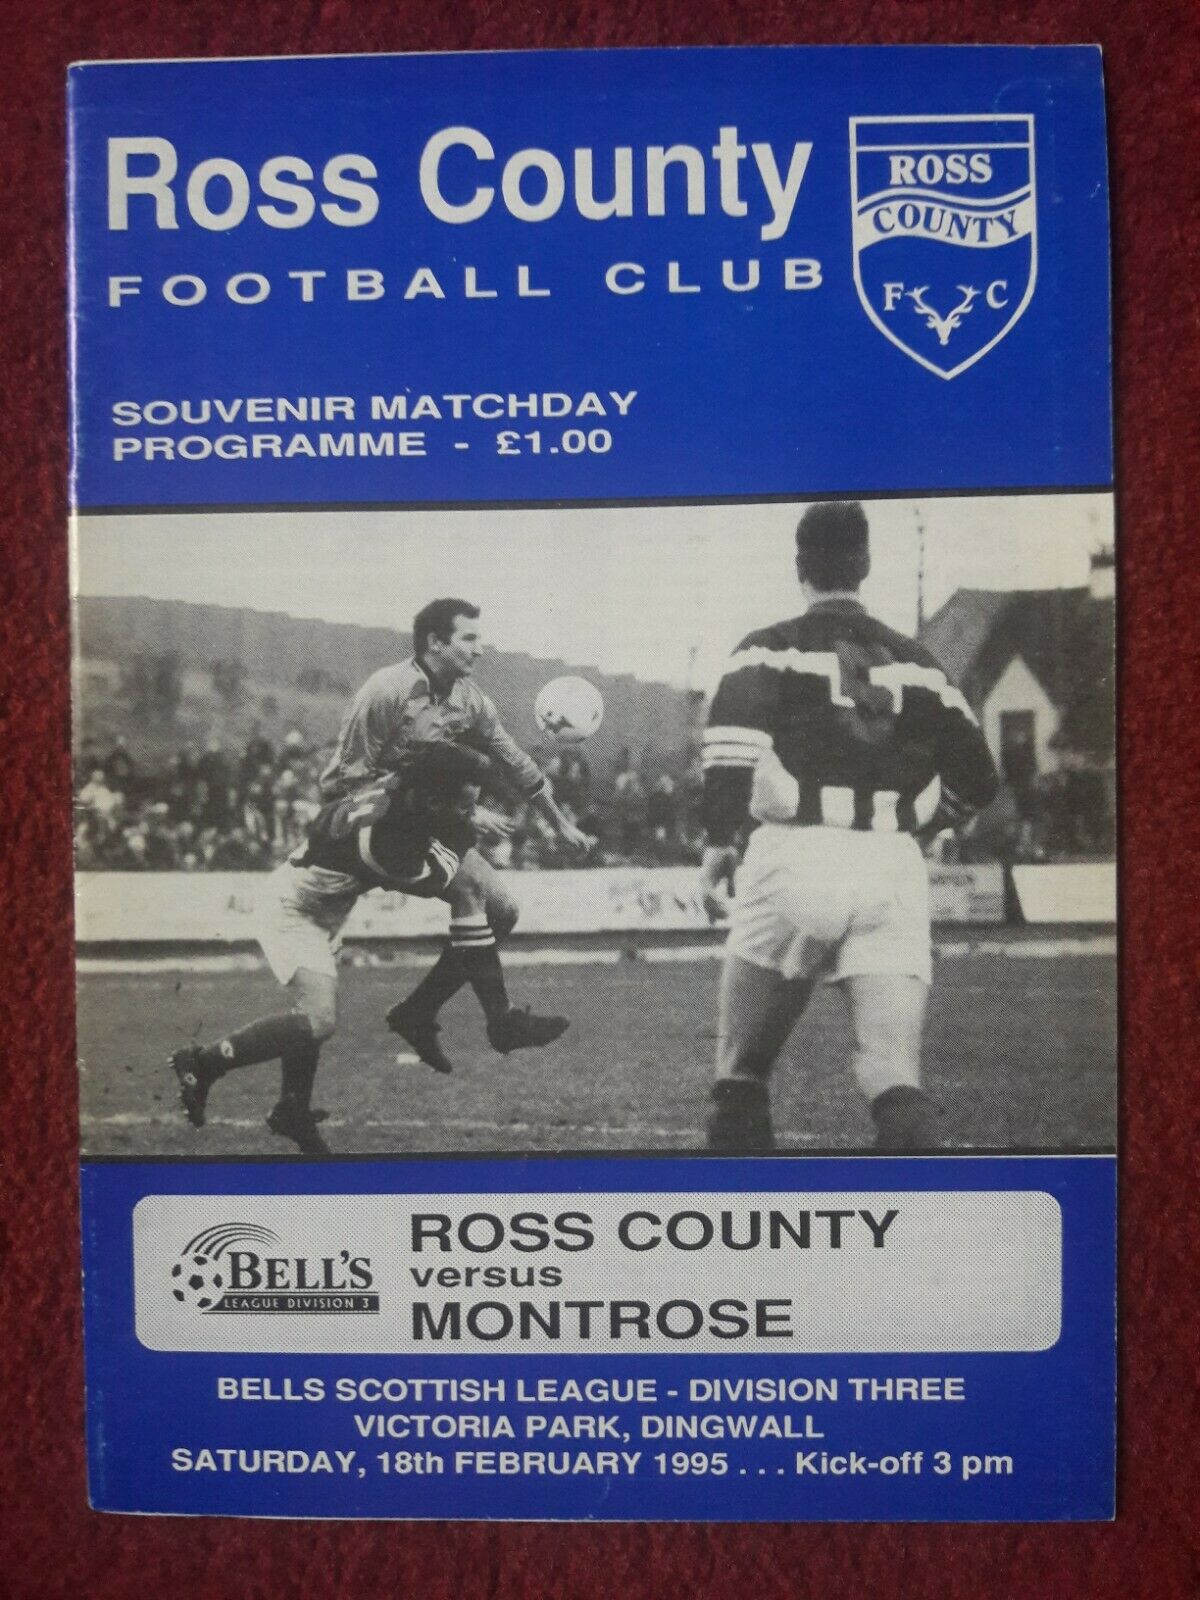 Ross County
FOOTBALL CLUB
ROSS
COUNTY
F C
SOUVENIR MATCHDAY
PROGRAMME - £1.00
BELL'S
LEAGUE DIVISION 3
ROSS COUNTY
versus
MONTROSE
BELLS SCOTTISH LEAGUE - DIVISION THREE
VICTORIA PARK, DINGWALL
SATURDAY, 18th FEBRUARY 1995 ... Kick-off 3 pm